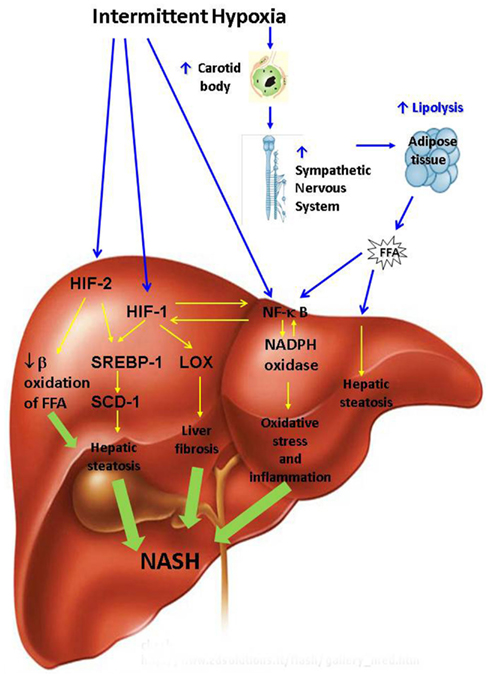 Intermittent Hypoxia
↑ Carotid
body
↑ Lipolysis
↑
Sympathetic
Nervous
System
Adipose
tissue
FFA
HIF-2
HIF-1
NF-κ B
NADPH
oxidase
↓ β
oxidation
of FFA
SREBP-1
LOX
SCD-1
Hepatic
steatosis
Liver
fibrosis
Oxidative
stress
and
inflammation
Hepatic
steatosis
NASH